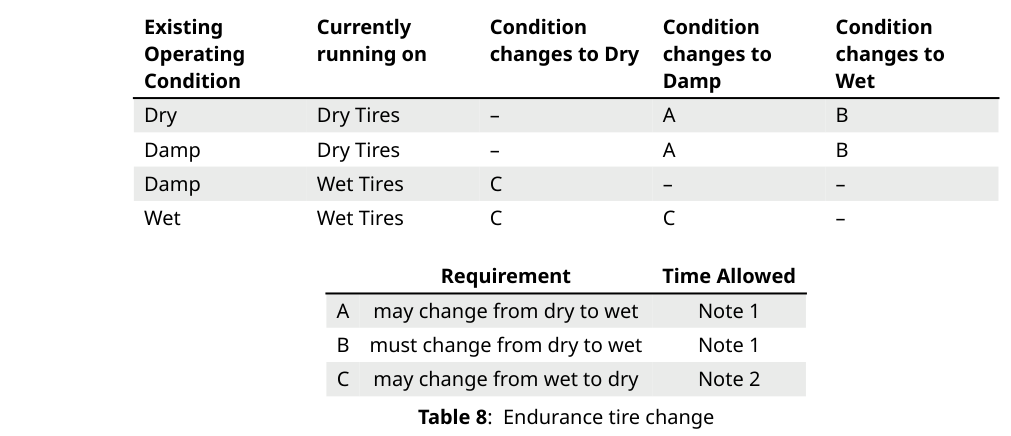 Existing Operating Condition | Currently running on | Condition changes to Dry | Condition changes to Damp | Condition changes to Wet
Dry | Dry Tires | – | A | B
Damp | Dry Tires | – | A | B
Damp | Wet Tires | C | – | –
Wet | Wet Tires | C | C | –
Requirement | Time Allowed
A | may change from dry to wet | Note 1
B | must change from dry to wet | Note 1
C | may change from wet to dry | Note 2
Table 8: Endurance tire change